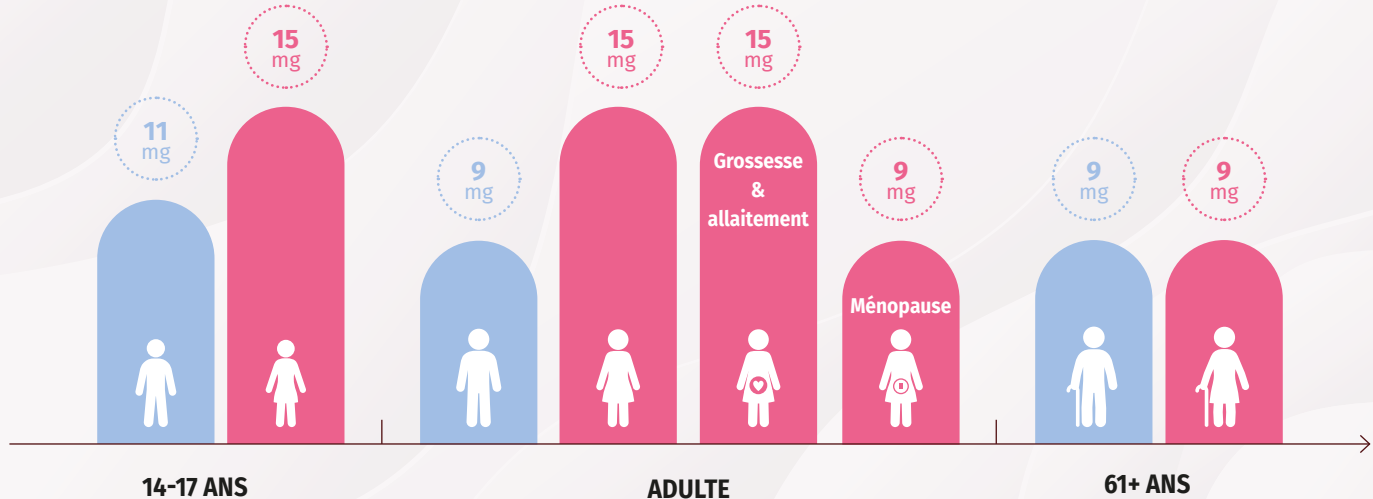 11
mg
15
mg
9
mg
15
mg
15
mg
Grossesse
&
allaitement
9
mg
Ménopause
9
mg
9
mg
14-17 ANS
ADULTE
61+ ANS